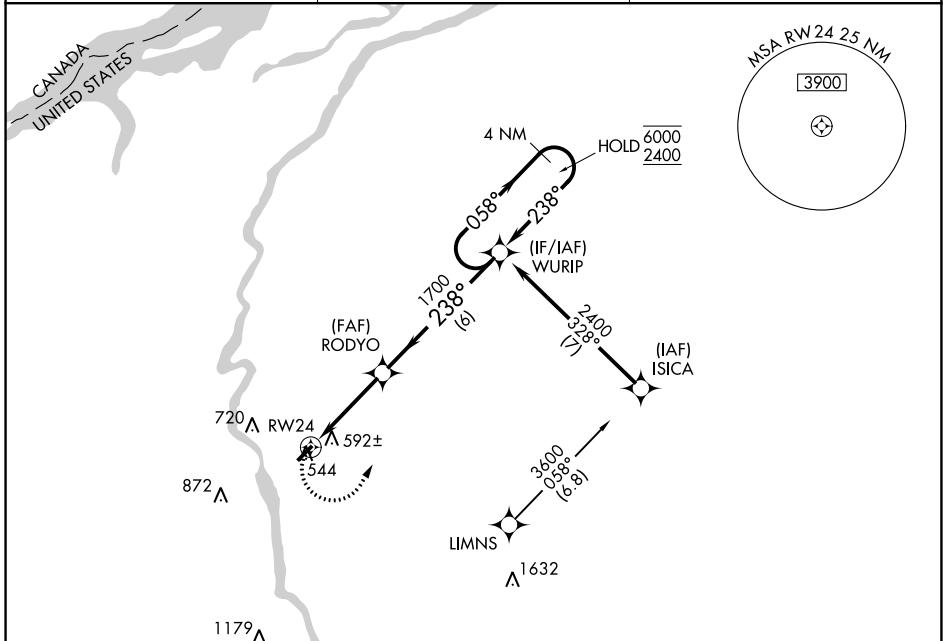 CANADA
UNITED STATES
MSA RW24 25 NM
3900
4 NM
HOLD 6000
2400
058°
238°
(IF/IAF)
WURIP
1700
238°
(6)
2400
328°
(7)
(FAF)
RODYO
(IAF)
ISICA
720
RW24
592±
544
3600
058°
(6.8)
872
LIMNS
1632
1179